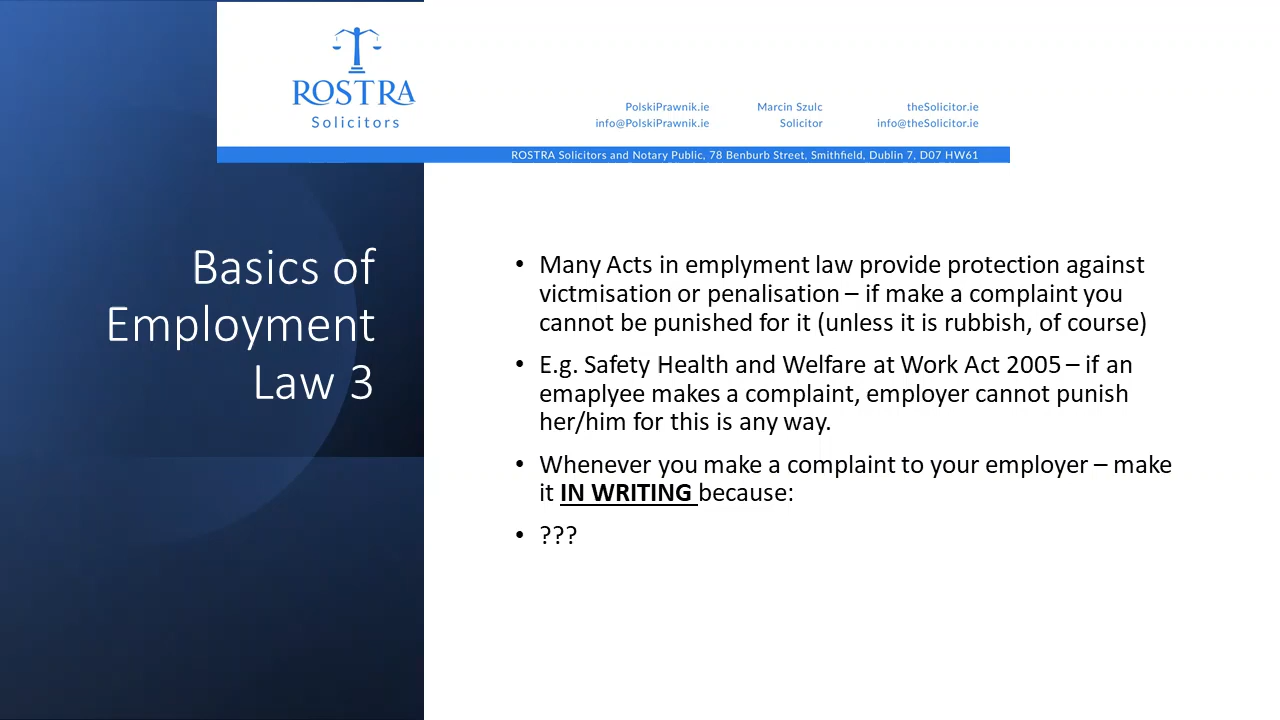 ROSTRA
Solicitors
PolskiPrawnik.ie
info@PolskiPrawnik.ie
Marcin Szulc
Solicitor
theSolicitor.ie
info@theSolicitor.ie
ROSTRA Solicitors and Notary Public, 78 Benburb Street, Smithfield, Dublin 7, D07 HW61
Basics of
Employment
Law 3
• Many Acts in emplyment law provide protection against
victmisation or penalisation – if make a complaint you
cannot be punished for it (unless it is rubbish, of course)
• E.g. Safety Health and Welfare at Work Act 2005 – if an
emaplyee makes a complaint, employer cannot punish
her/him for this is any way.
• Whenever you make a complaint to your employer – make
it IN WRITING because:
• ???